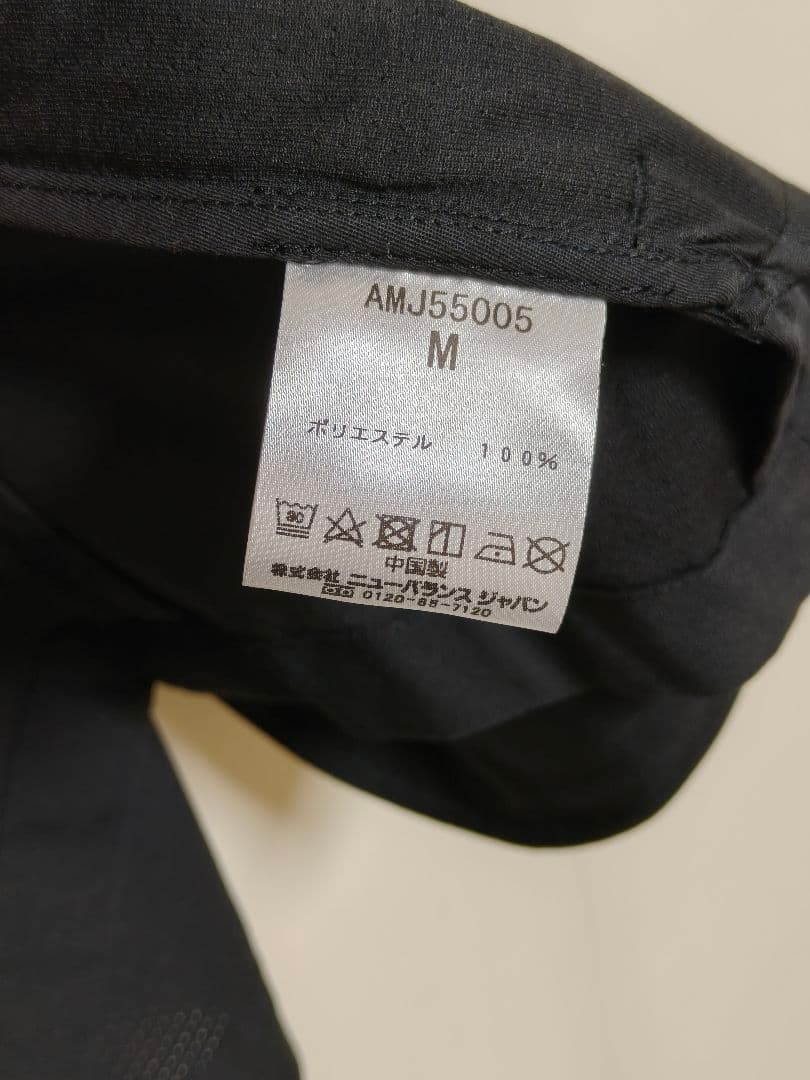 AMJ55005
M
ポリエステル 100%
30
中国製
株式会社 ニューバランス ジャパン
0120-85-7120